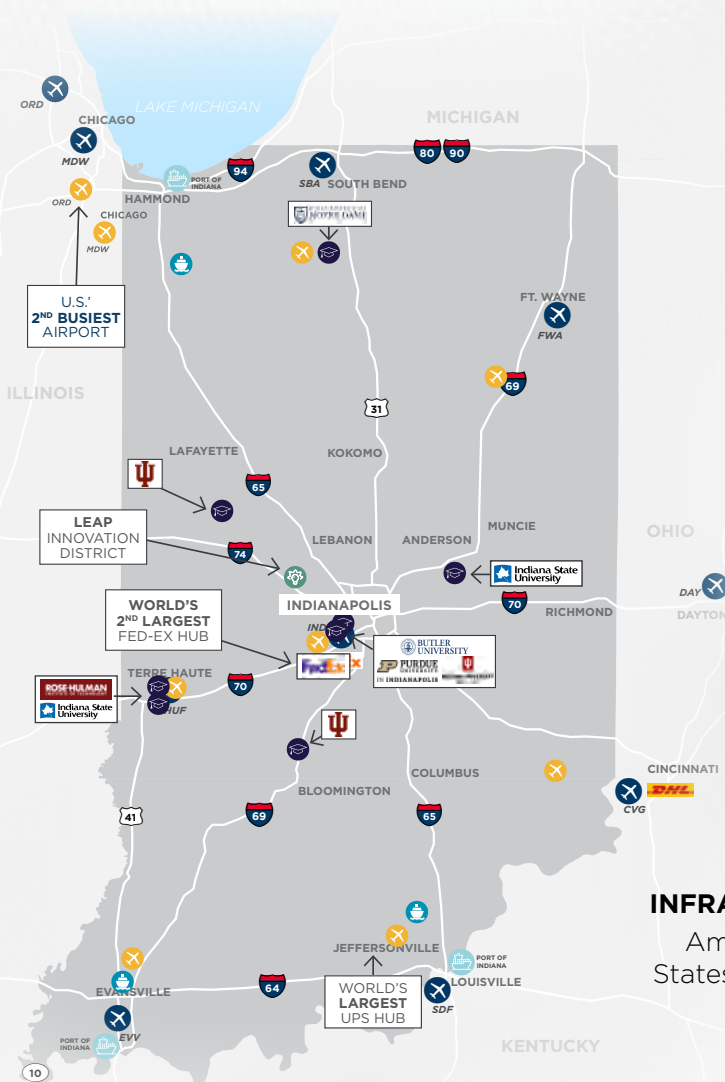 LAKE MICHIGAN
ORD
CHICAGO
MICHIGAN
MDW
80
90
94
PORT OF
INDIANA
SBA
SOUTH BEND
HAMMOND
ORD
CHICAGO
NOTRE DAME
MDW
U.S.'
2ND BUSIEST
AIRPORT
FT. WAYNE
FWA
69
ILLINOIS
31
LAFAYETTE
KOKOMO
65
LEAP
INNOVATION
DISTRICT
LEBANON
ANDERSON
MUNCIE
OHIO
74
Indiana State
University
DAY
DAYTON
WORLD'S
2ND LARGEST
FED-EX HUB
INDIANAPOLIS
70
RICHMOND
IND
BUTLER
UNIVERSITY
PURDUE
UNIVERSITY
IN INDIANAPOLIS
FedEx
TERRE HAUTE
70
ROSE-HULMAN
Indiana State
University
HUF
COLUMBUS
CINCINNATI
DHL
CVG
BLOOMINGTON
41
69
65
INFRA
Am
States
JEFFERSONVILLE
PORT OF
INDIANA
WORLD'S
LARGEST
UPS HUB
LOUISVILLE
SDF
64
EVANSVILLE
EVV
PORT OF
INDIANA
KENTUCKY
10